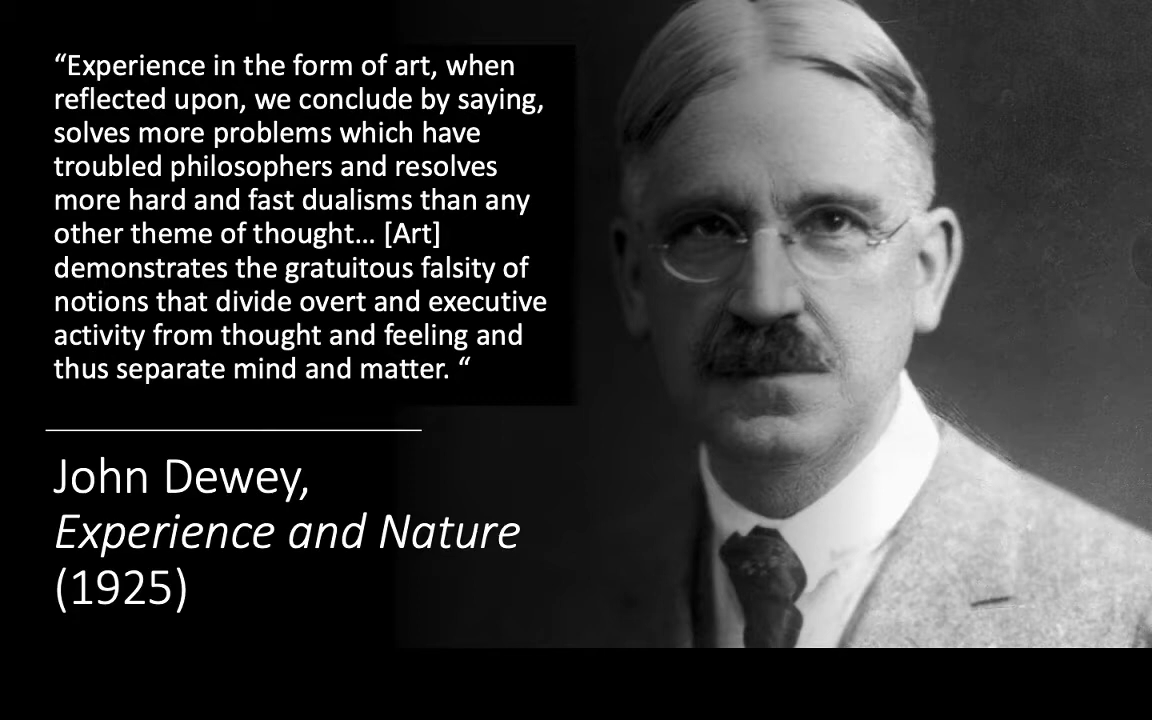 “Experience in the form of art, when
reflected upon, we conclude by saying,
solves more problems which have
troubled philosophers and resolves
more hard and fast dualisms than any
other theme of thought… [Art]
demonstrates the gratuitous falsity of
notions that divide overt and executive
activity from thought and feeling and
thus separate mind and matter. “
John Dewey,
Experience and Nature
(1925)